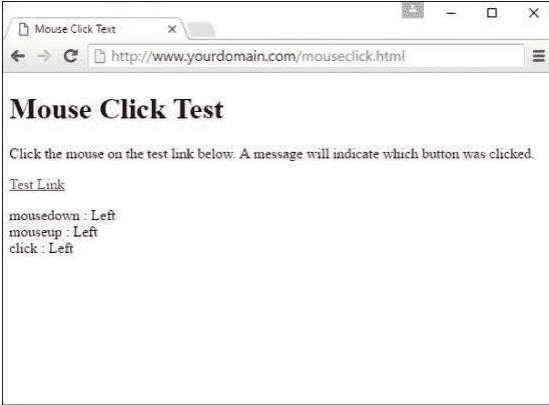 Mouse Click Text
http://www.yourdomain.com/mouseclick.html
Mouse Click Test
Click the mouse on the test link below. A message will indicate which button was clicked.
Test Link
mousedown : Left
mouseup : Left
click : Left